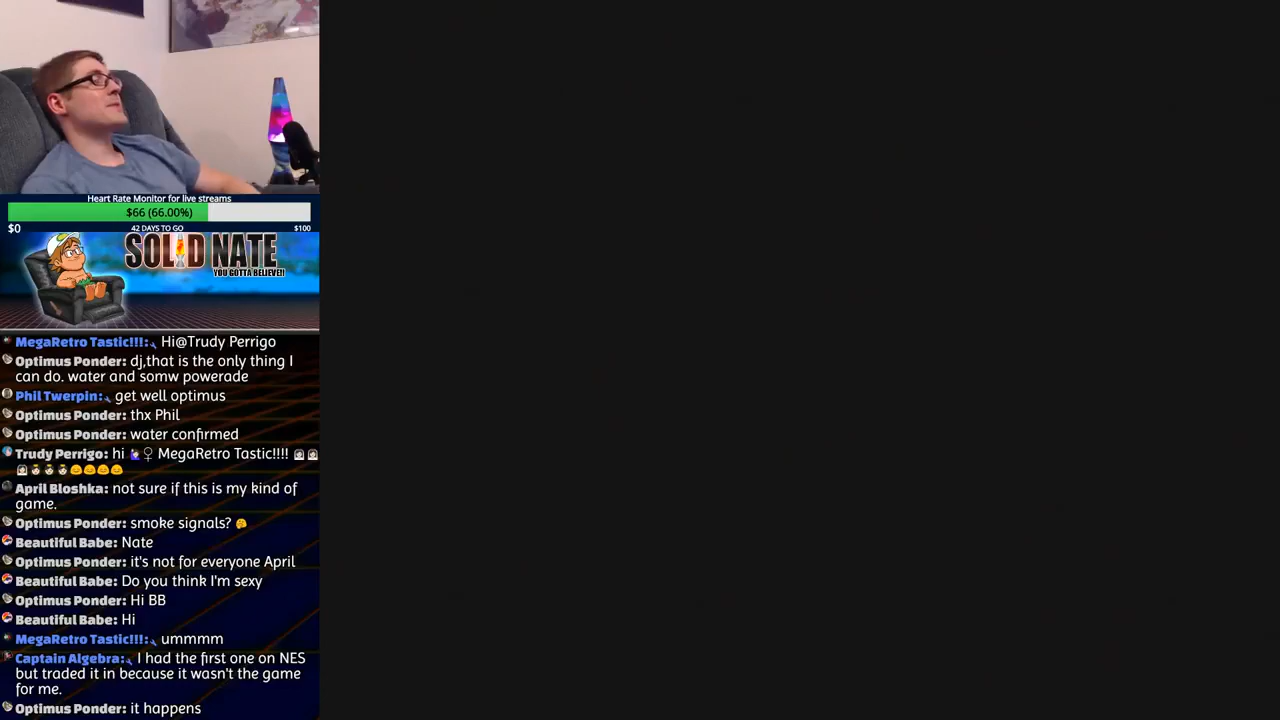 Heart Rate Monitor for live streams
$66 (66.00%)
$0 42 DAYS TO GO $100
SOLID NATE
YOU GOTTA BELIEVE!!
MegaRetro Tastic!!!: Hi@Trudy Perrigo
Optimus Ponder: dj,that is the only thing I
can do. water and somw powerade
Phil Twerpin: get well optimus
Optimus Ponder: thx Phil
Optimus Ponder: water confirmed
Trudy Perrigo: hi 🙋🏻♀ MegaRetro Tastic!!!! 👰🏻👰🏻
👰🏻👼🏻👼🏻👼🏻🤗🤗🤗🤗
April Bloshka: not sure if this is my kind of
game.
Optimus Ponder: smoke signals? 🤔
Beautiful Babe: Nate
Optimus Ponder: it's not for everyone April
Beautiful Babe: Do you think I'm sexy
Optimus Ponder: Hi BB
Beautiful Babe: Hi
MegaRetro Tastic!!!: ummmm
Captain Algebra: I had the first one on NES
but traded it in because it wasn't the game
for me.
Optimus Ponder: it happens